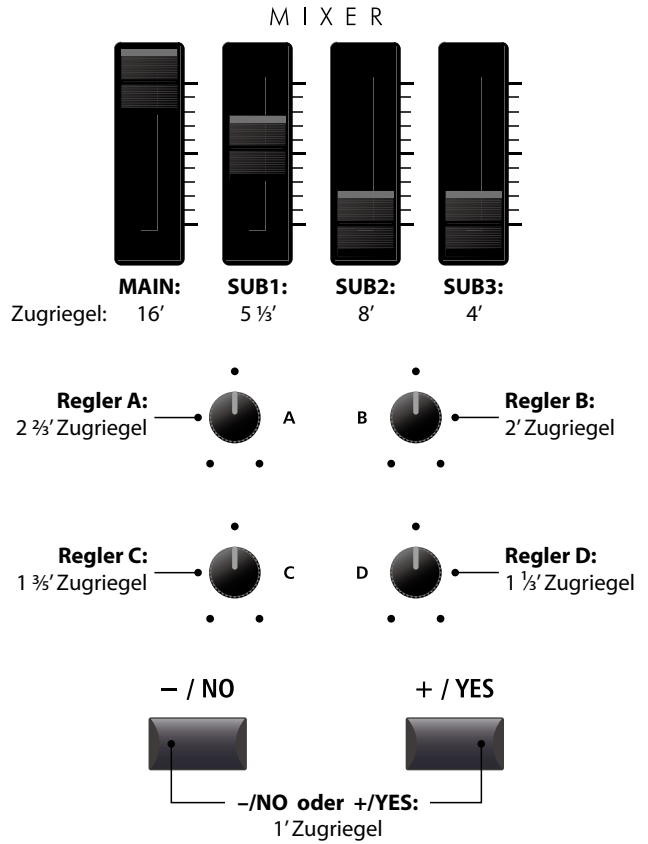 MIXER
MAIN: SUB1: SUB2: SUB3:
Zugriegel: 16′ 5 ⅓′ 8′ 4′
Regler A:
2 ⅔′ Zugriegel
A
B
Regler B:
2′ Zugriegel
Regler C:
1 ⅗′ Zugriegel
C
D
Regler D:
1 ⅓′ Zugriegel
– / NO + / YES
–/NO oder +/YES:
1′ Zugriegel